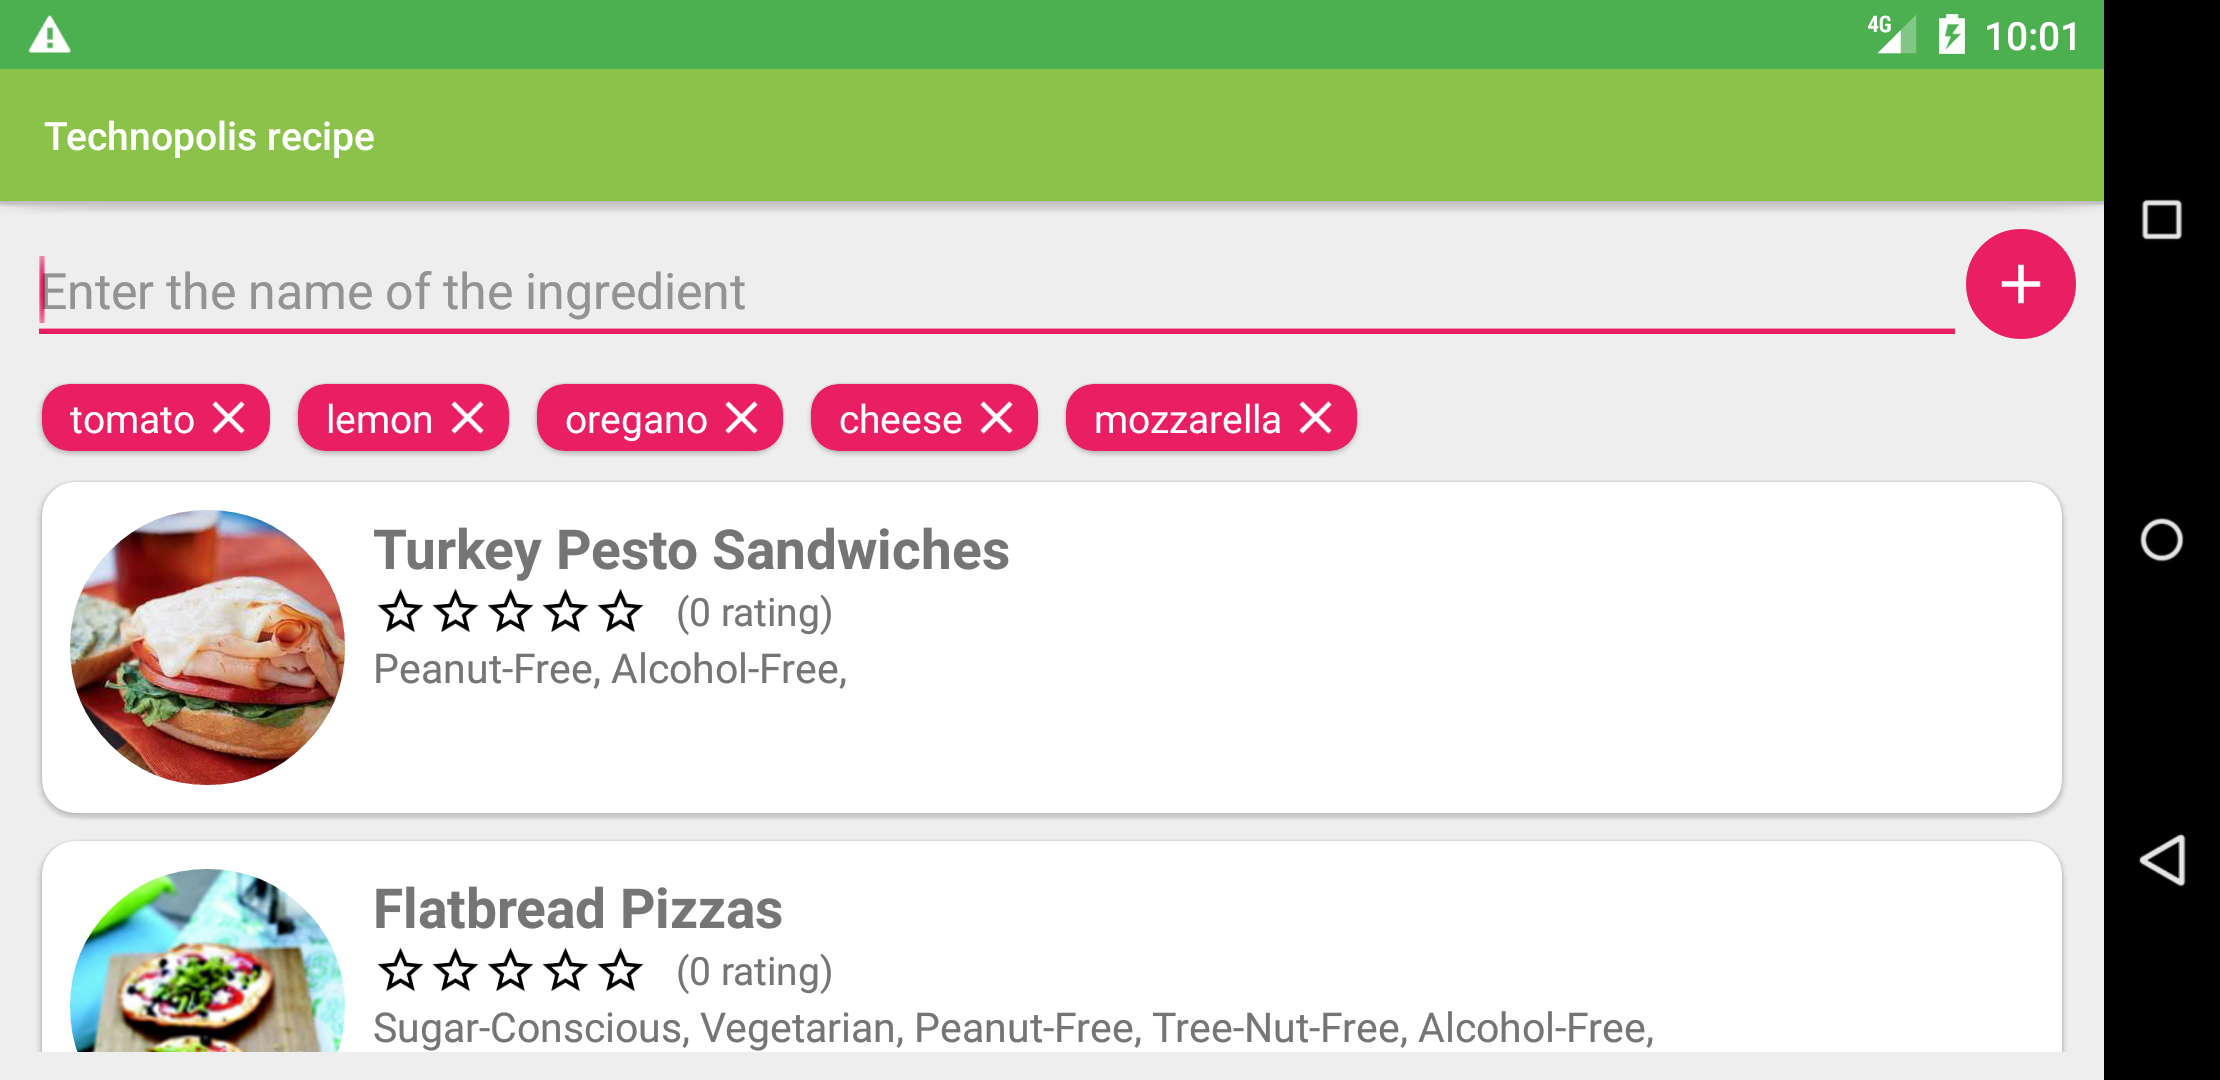 4G 10:01
Technopolis recipe
Enter the name of the ingredient
tomato lemon oregano cheese mozzarella
Turkey Pesto Sandwiches
(0 rating)
Peanut-Free, Alcohol-Free,
Flatbread Pizzas
(0 rating)
Sugar-Conscious, Vegetarian, Peanut-Free, Tree-Nut-Free, Alcohol-Free,